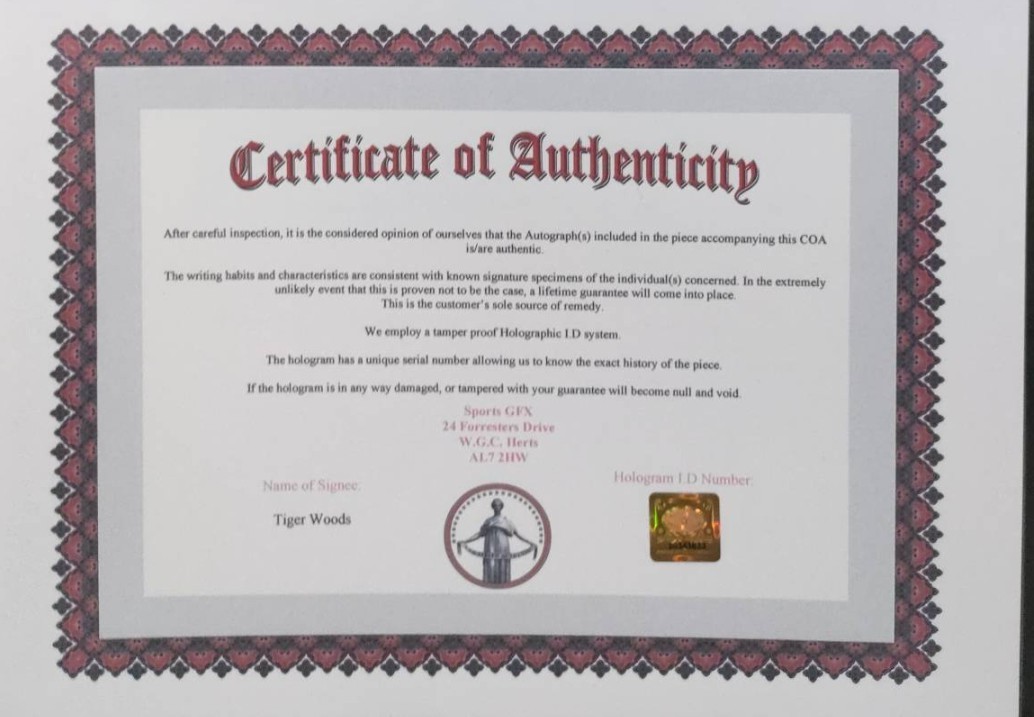 Certificate of Authenticity
After careful inspection, it is the considered opinion of ourselves that the Autograph(s) included in the piece accompanying this COA
is/are authentic.
The writing habits and characteristics are consistent with known signature specimens of the individual(s) concerned. In the extremely
unlikely event that this is proven not to be the case, a lifetime guarantee will come into place.
This is the customer's sole source of remedy.
We employ a tamper proof Holographic I.D system.
The hologram has a unique serial number allowing us to know the exact history of the piece.
If the hologram is in any way damaged, or tampered with your guarantee will become null and void.
Sports GFX
24 Forresters Drive
W.G.C. Herts
AL7 2HW
Name of Signee:
Hologram I.D Number:
Tiger Woods